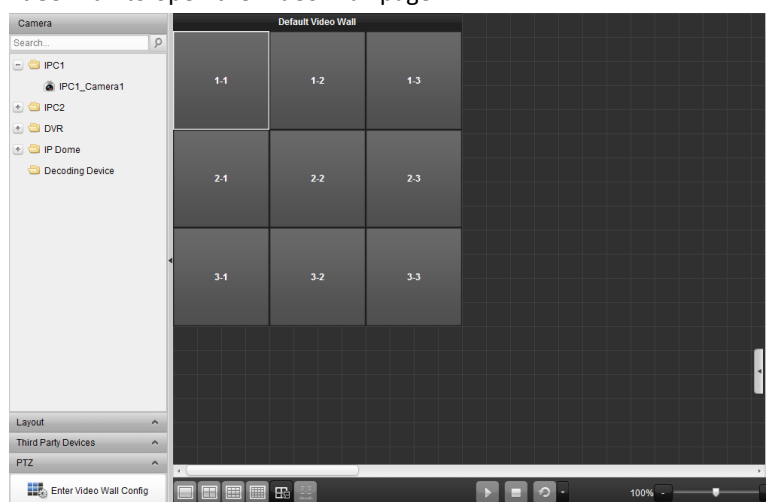 Camera
Default Video Wall
Search...
IPC1
IPC1_Camera1
IPC2
DVR
IP Dome
Decoding Device
1-1 1-2 1-3
2-1 2-2 2-3
3-1 3-2 3-3
Layout
Third Party Devices
PTZ
Enter Video Wall Config
100%